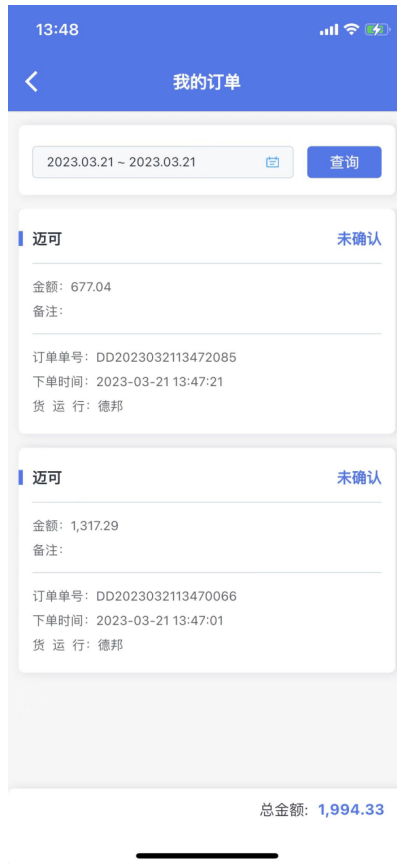 13:48
我的订单
2023.03.21 ~ 2023.03.21 查询
迈可 未确认
金额：677.04
备注：
订单单号：DD2023032113472085
下单时间：2023-03-21 13:47:21
货 运 行：德邦
迈可 未确认
金额：1,317.29
备注：
订单单号：DD2023032113470066
下单时间：2023-03-21 13:47:01
货 运 行：德邦
总金额: 1,994.33